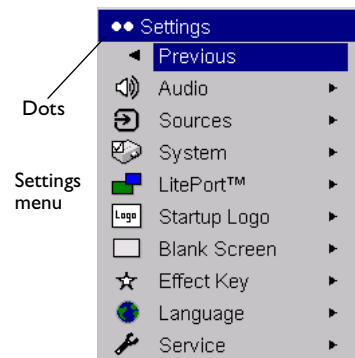 Settings
Previous
Audio
Dots
Sources
System
Settings
menu
LitePort™
Logo
Startup Logo
Blank Screen
Effect Key
Language
Service